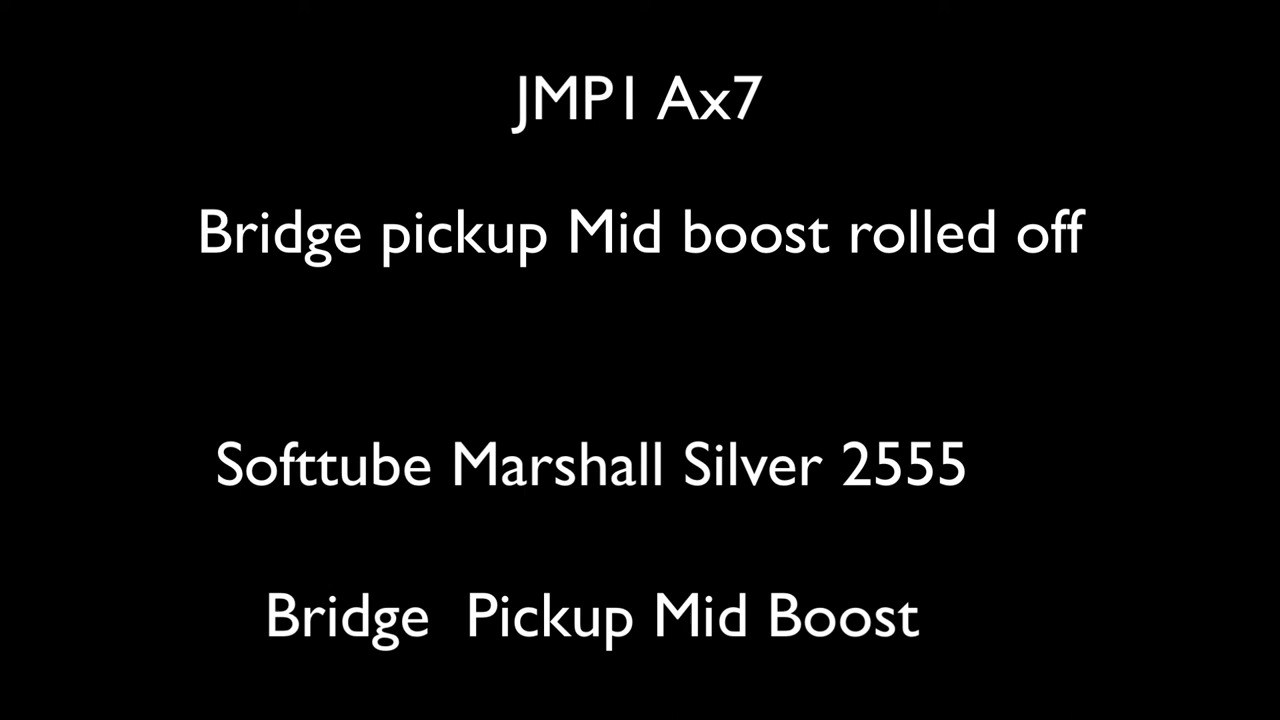 JMP1 Ax7
Bridge pickup Mid boost rolled off
Softtube Marshall Silver 2555
Bridge  Pickup Mid Boost